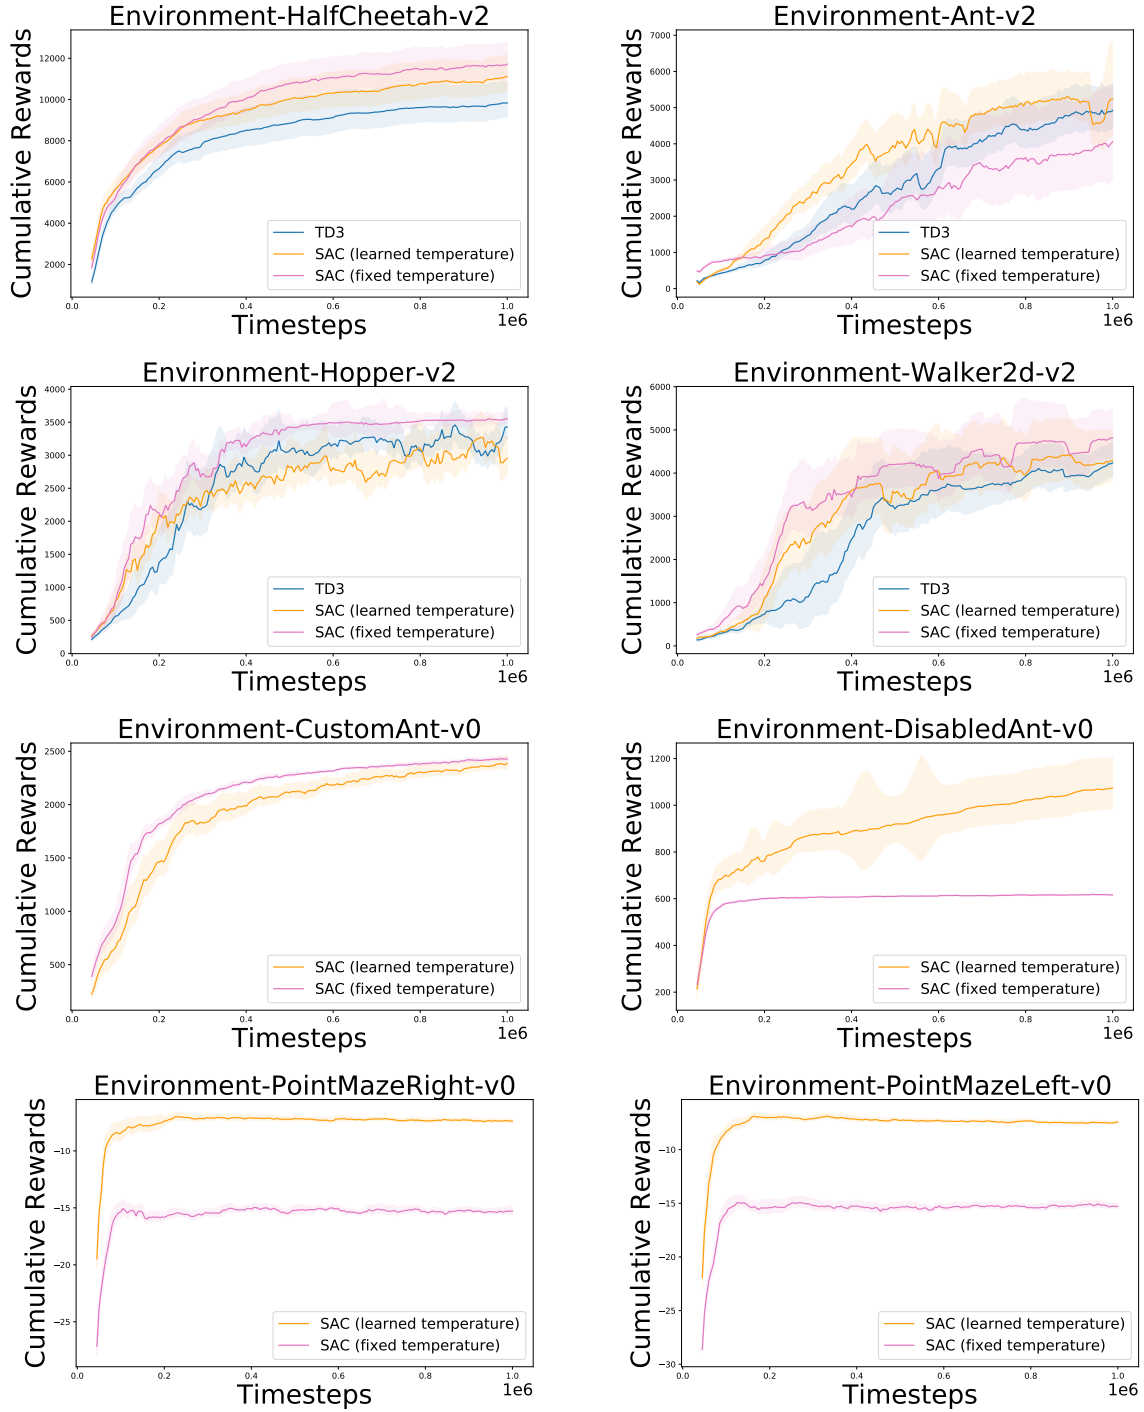 Environment-HalfCheetah-v2
Cumulative Rewards
12000
10000
8000
6000
4000
2000
0.0 0.2 0.4 0.6 0.8 1.0
1e6
Timesteps
TD3
SAC (learned temperature)
SAC (fixed temperature)
Environment-Ant-v2
Cumulative Rewards
7000
6000
5000
4000
3000
2000
1000
0
0.0 0.2 0.4 0.6 0.8 1.0
1e6
Timesteps
TD3
SAC (learned temperature)
SAC (fixed temperature)
Environment-Hopper-v2
Cumulative Rewards
4000
3500
3000
2500
2000
1500
1000
500
0
0.0 0.2 0.4 0.6 0.8 1.0
1e6
Timesteps
TD3
SAC (learned temperature)
SAC (fixed temperature)
Environment-Walker2d-v2
Cumulative Rewards
6000
5000
4000
3000
2000
1000
0
0.0 0.2 0.4 0.6 0.8 1.0
1e6
Timesteps
TD3
SAC (learned temperature)
SAC (fixed temperature)
Environment-CustomAnt-v0
Cumulative Rewards
2500
2000
1500
1000
500
0.0 0.2 0.4 0.6 0.8 1.0
1e6
Timesteps
SAC (learned temperature)
SAC (fixed temperature)
Environment-DisabledAnt-v0
Cumulative Rewards
1200
1000
800
600
400
200
0.0 0.2 0.4 0.6 0.8 1.0
1e6
Timesteps
SAC (learned temperature)
SAC (fixed temperature)
Environment-PointMazeRight-v0
Cumulative Rewards
−10
−15
−20
−25
0.0 0.2 0.4 0.6 0.8 1.0
1e6
Timesteps
SAC (learned temperature)
SAC (fixed temperature)
Environment-PointMazeLeft-v0
Cumulative Rewards
−10
−15
−20
−25
−30
0.0 0.2 0.4 0.6 0.8 1.0
1e6
Timesteps
SAC (learned temperature)
SAC (fixed temperature)